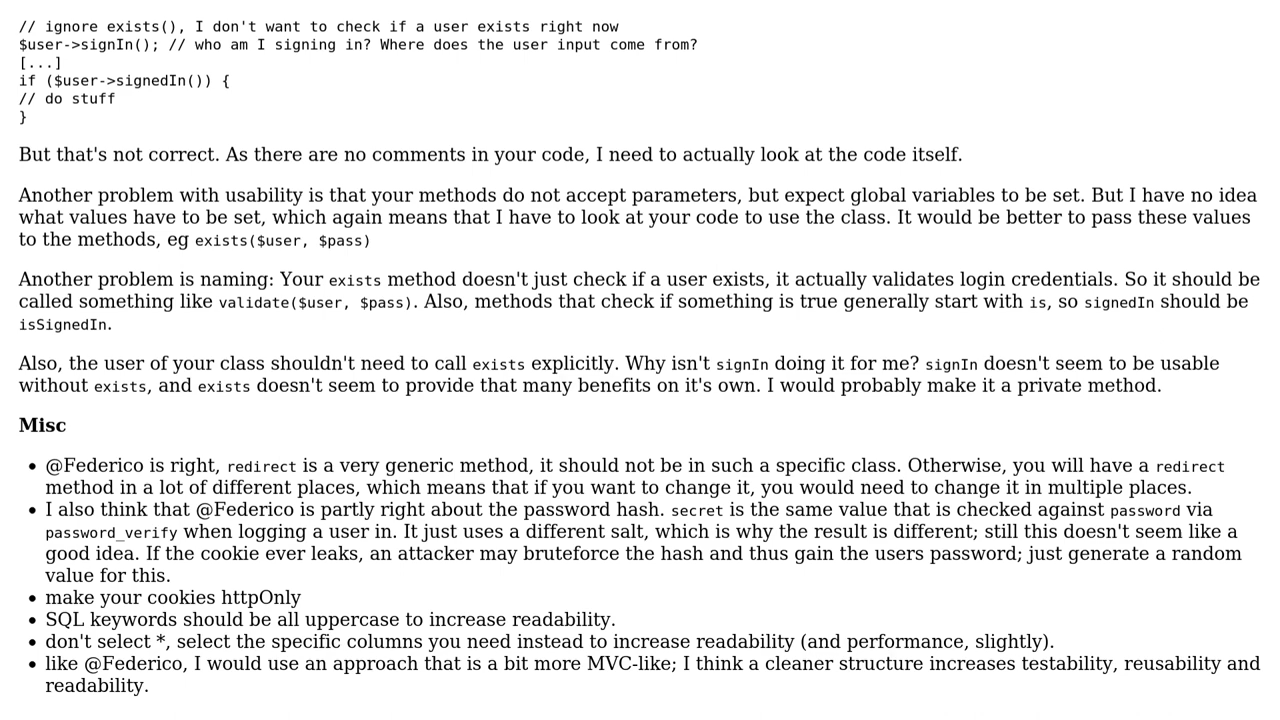 // ignore exists(), I don't want to check if a user exists right now
$user->signIn(); // who am I signing in? Where does the user input come from?
[...]
if ($user->signedIn()) {
// do stuff
}
But that's not correct. As there are no comments in your code, I need to actually look at the code itself.
Another problem with usability is that your methods do not accept parameters, but expect global variables to be set. But I have no idea
what values have to be set, which again means that I have to look at your code to use the class. It would be better to pass these values
to the methods, eg exists($user, $pass)
Another problem is naming: Your exists method doesn't just check if a user exists, it actually validates login credentials. So it should be
called something like validate($user, $pass). Also, methods that check if something is true generally start with is, so signedIn should be
isSignedIn.
Also, the user of your class shouldn't need to call exists explicitly. Why isn't signIn doing it for me? signIn doesn't seem to be usable
without exists, and exists doesn't seem to provide that many benefits on it's own. I would probably make it a private method.
Misc
• @Federico is right, redirect is a very generic method, it should not be in such a specific class. Otherwise, you will have a redirect
method in a lot of different places, which means that if you want to change it, you would need to change it in multiple places.
• I also think that @Federico is partly right about the password hash. secret is the same value that is checked against password via
password_verify when logging a user in. It just uses a different salt, which is why the result is different; still this doesn't seem like a
good idea. If the cookie ever leaks, an attacker may bruteforce the hash and thus gain the users password; just generate a random
value for this.
• make your cookies httpOnly
• SQL keywords should be all uppercase to increase readability.
• don't select *, select the specific columns you need instead to increase readability (and performance, slightly).
• like @Federico, I would use an approach that is a bit more MVC-like; I think a cleaner structure increases testability, reusability and
readability.